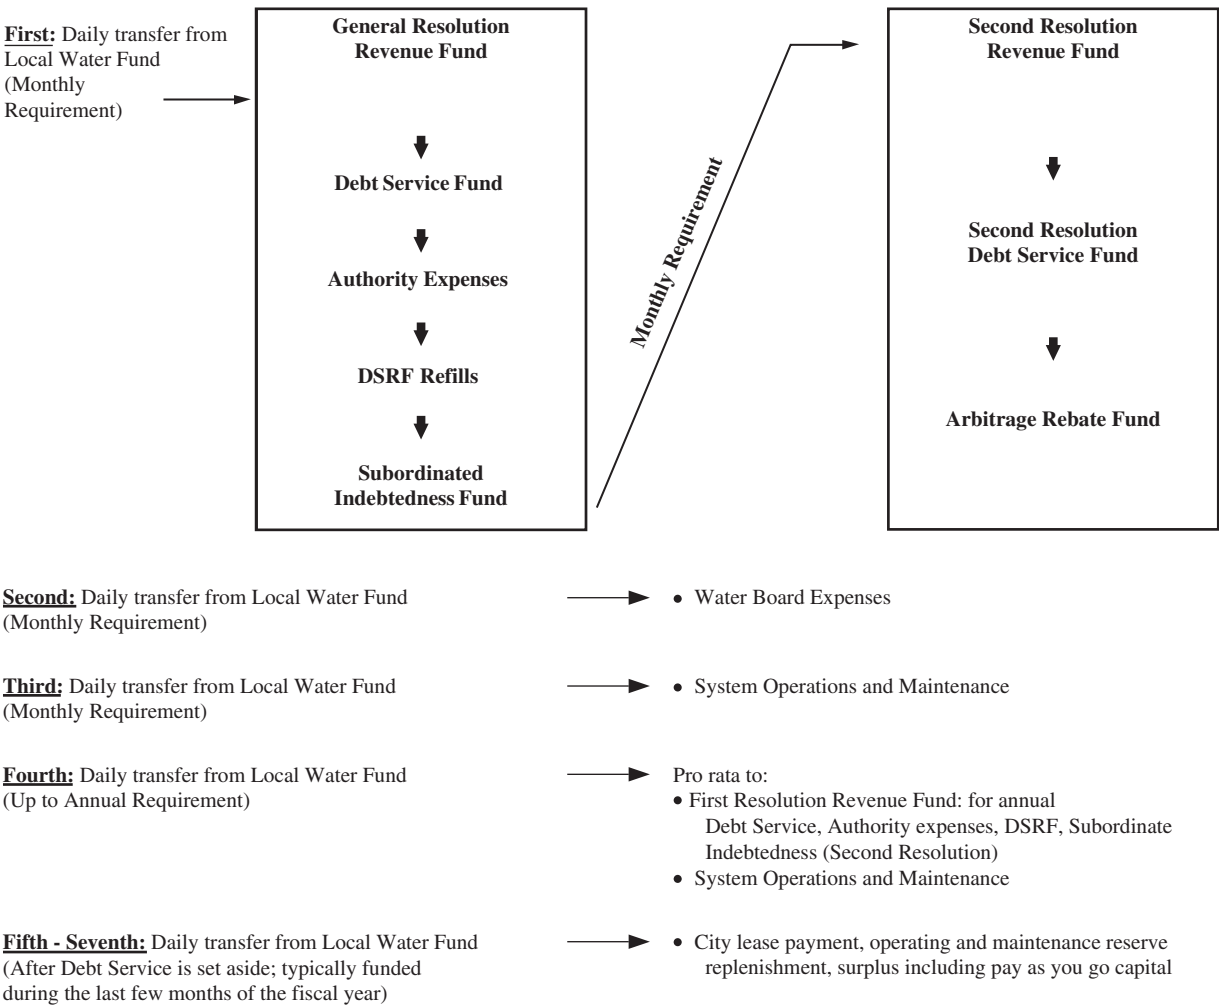 First: Daily transfer from
Local Water Fund
(Monthly
Requirement)
General Resolution
Revenue Fund
Debt Service Fund
Authority Expenses
DSRF Refills
Subordinated
Indebtedness Fund
Monthly Requirement
Second Resolution
Revenue Fund
Second Resolution
Debt Service Fund
Arbitrage Rebate Fund
Second: Daily transfer from Local Water Fund
(Monthly Requirement)
• Water Board Expenses
Third: Daily transfer from Local Water Fund
(Monthly Requirement)
• System Operations and Maintenance
Fourth: Daily transfer from Local Water Fund
(Up to Annual Requirement)
Pro rata to:
• First Resolution Revenue Fund: for annual
Debt Service, Authority expenses, DSRF, Subordinate
Indebtedness (Second Resolution)
• System Operations and Maintenance
Fifth - Seventh: Daily transfer from Local Water Fund
(After Debt Service is set aside; typically funded
during the last few months of the fiscal year)
• City lease payment, operating and maintenance reserve
replenishment, surplus including pay as you go capital